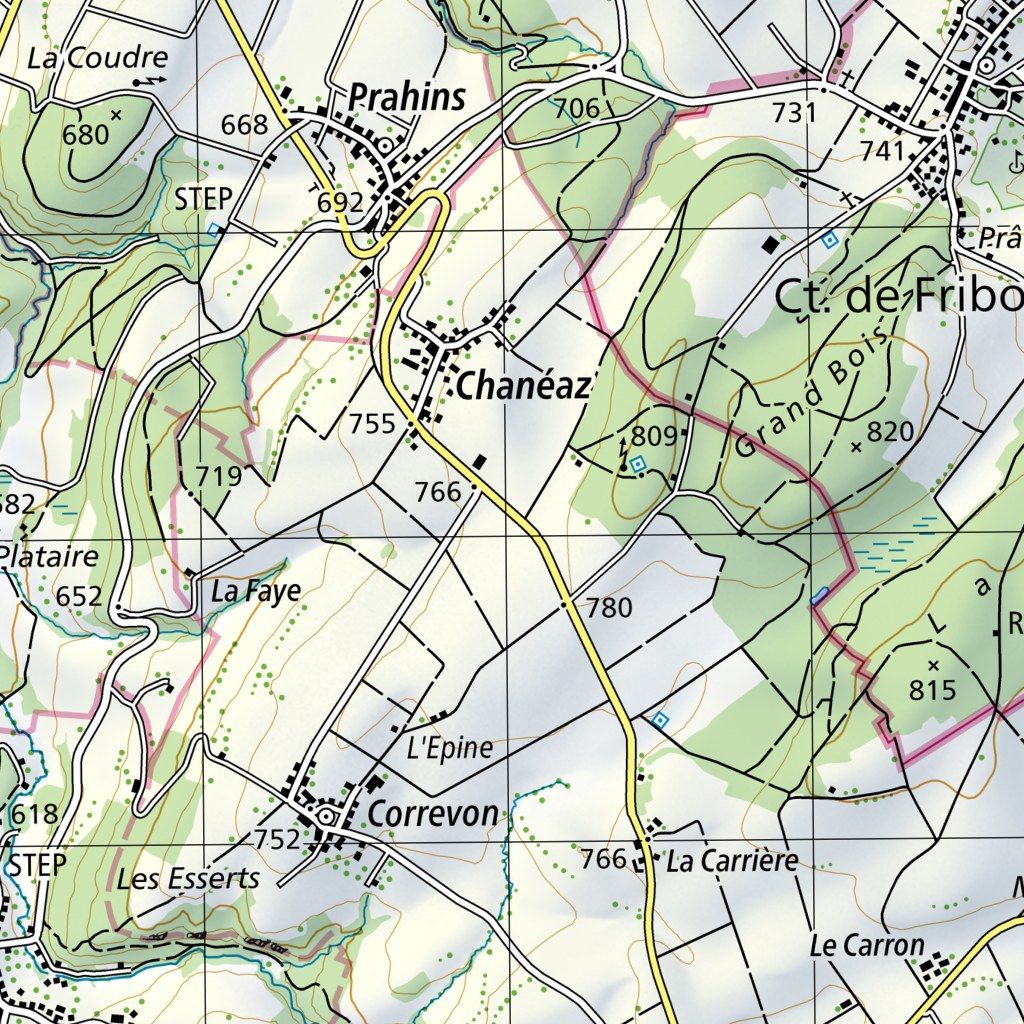 La Coudre
Prahins
680
668
706
731
741
STEP
692
Ct. de Fribo
Chanéaz
755
809
Grand Bois
820
719
766
582
Plataire
652
La Faye
780
L a
R
815
L'Epine
618
Correvon
752
STEP
766
La Carrière
Les Esserts
Le Carron
Prâ